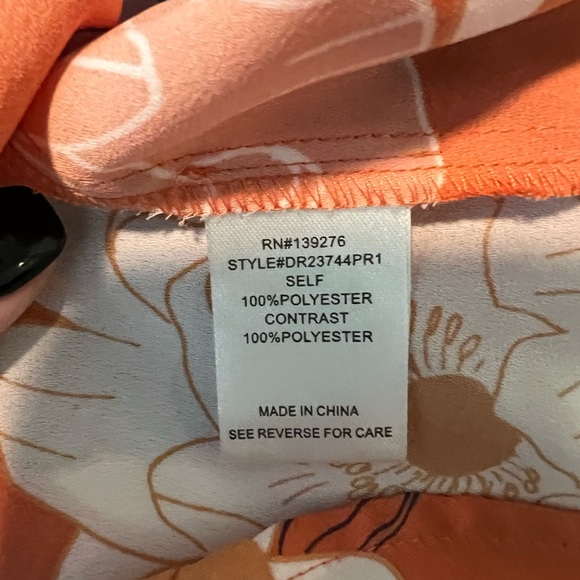 RN#139276
STYLE#DR23744PR1
SELF
100%POLYESTER
CONTRAST
100%POLYESTER
MADE IN CHINA
SEE REVERSE FOR CARE